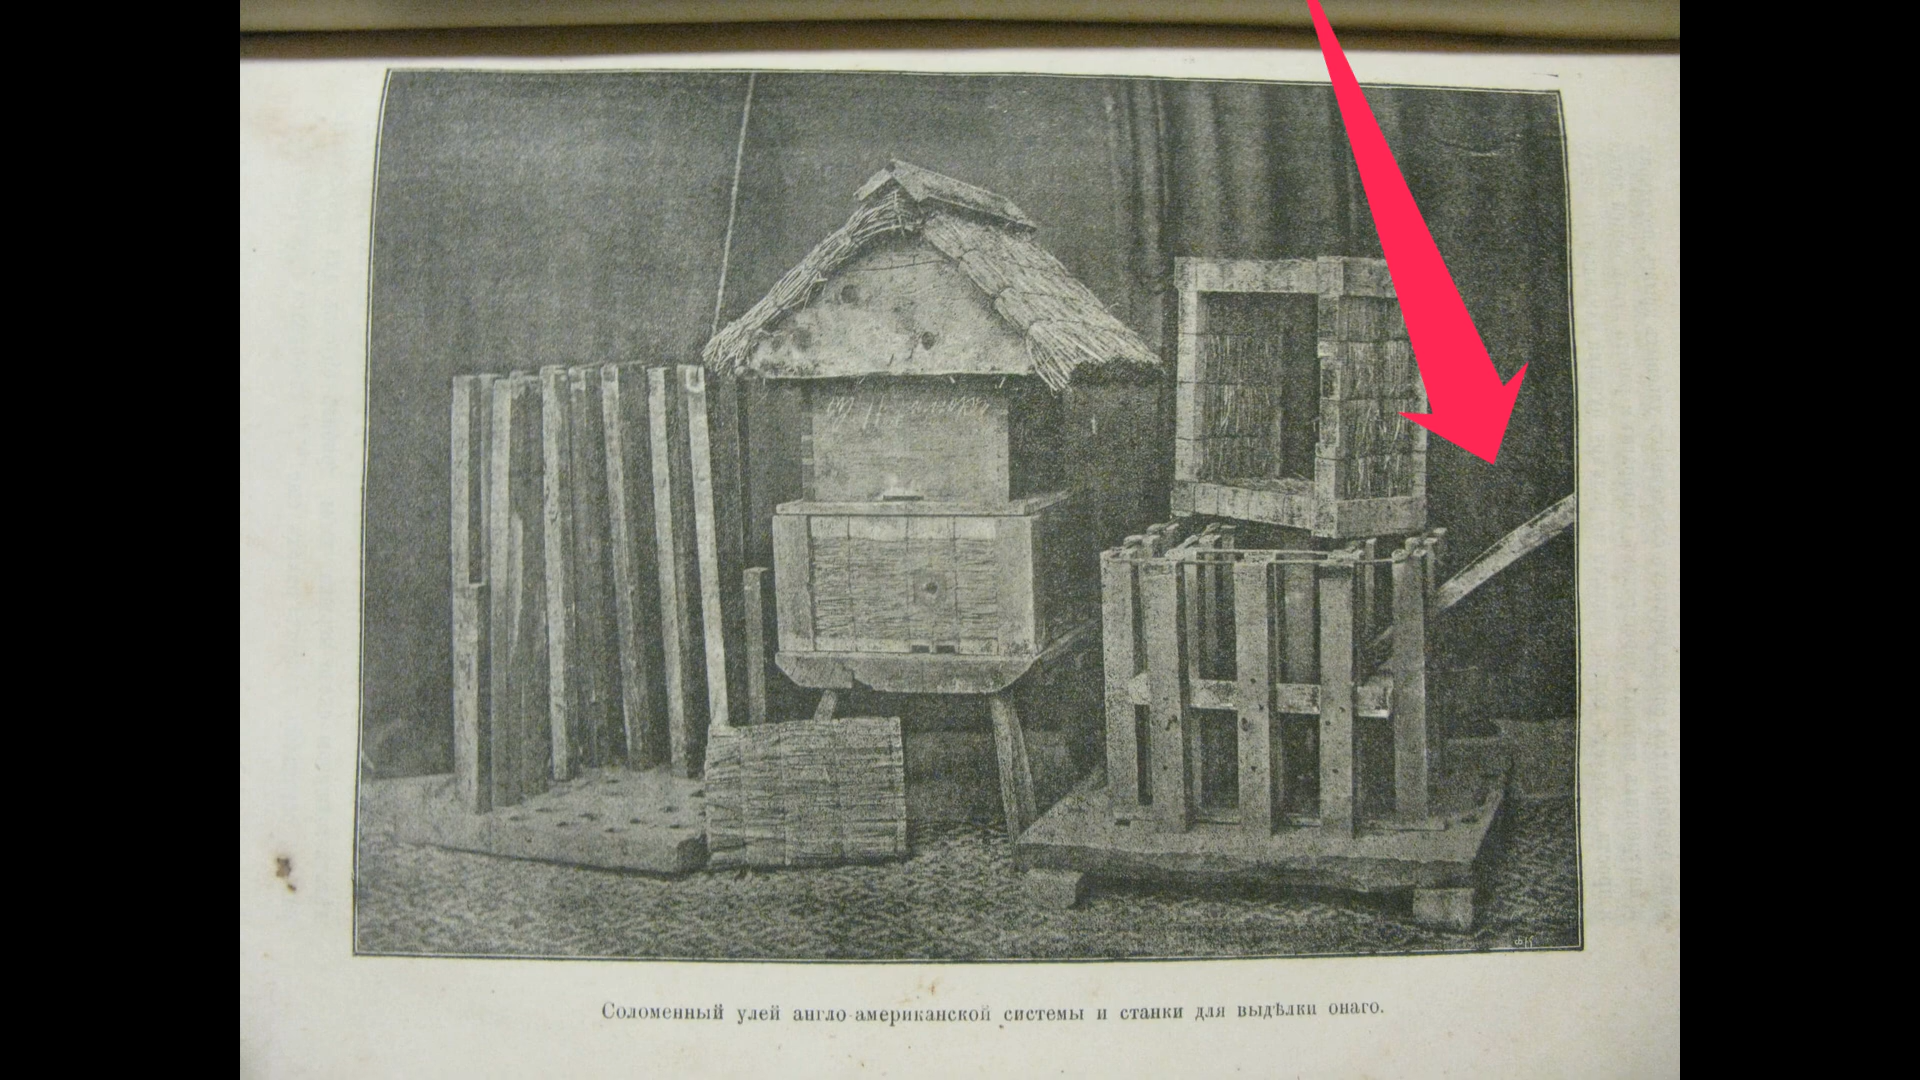 Соломенный улей англо-американской системы и станки для выдѣлки онаго.